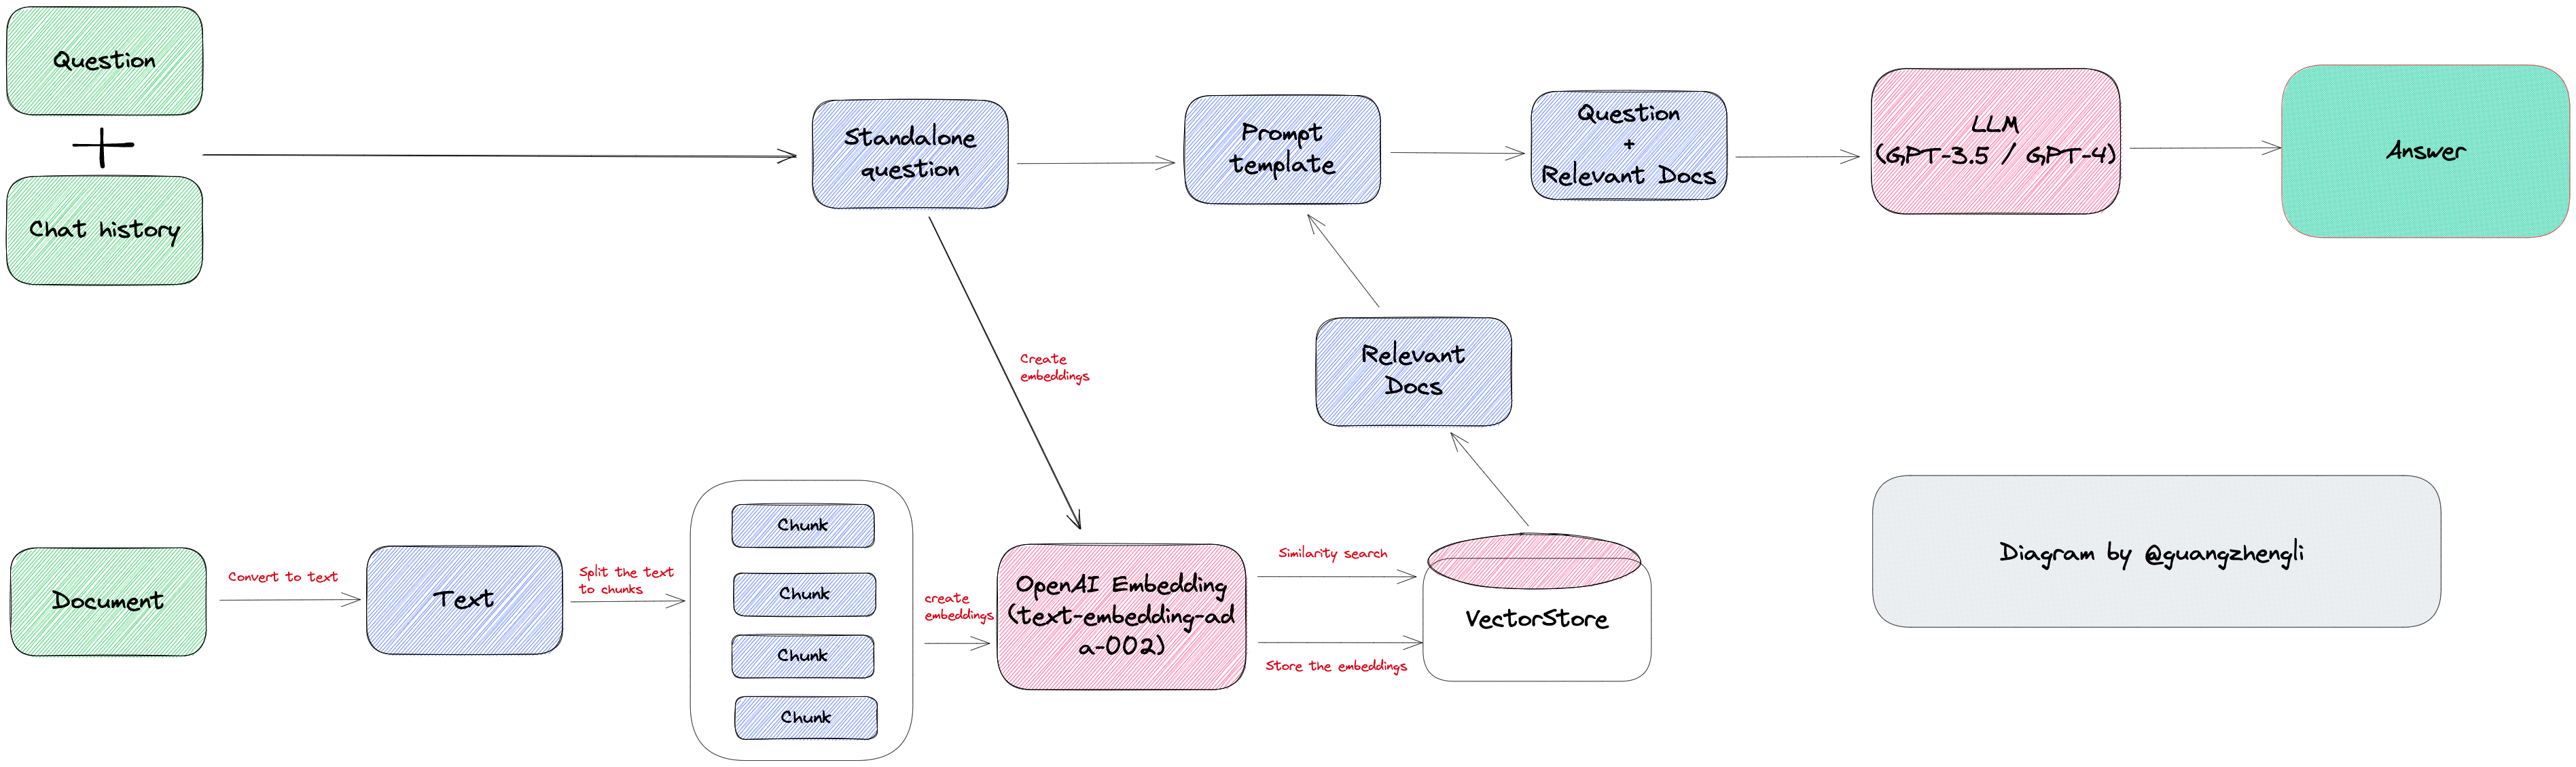 Question
+
Chat history
Standalone
question
Prompt
template
Question
+
Relevant Docs
LLM
(GPT-3.5 / GPT-4)
Answer
Create
embeddings
Relevant
Docs
Document
Convert to text
Text
Split the text
to chunks
Chunk
Chunk
Chunk
Chunk
create
embeddings
OpenAI Embedding
(text-embedding-ad
a-002)
Similarity search
Store the embeddings
VectorStore
Diagram by @guangzhengli